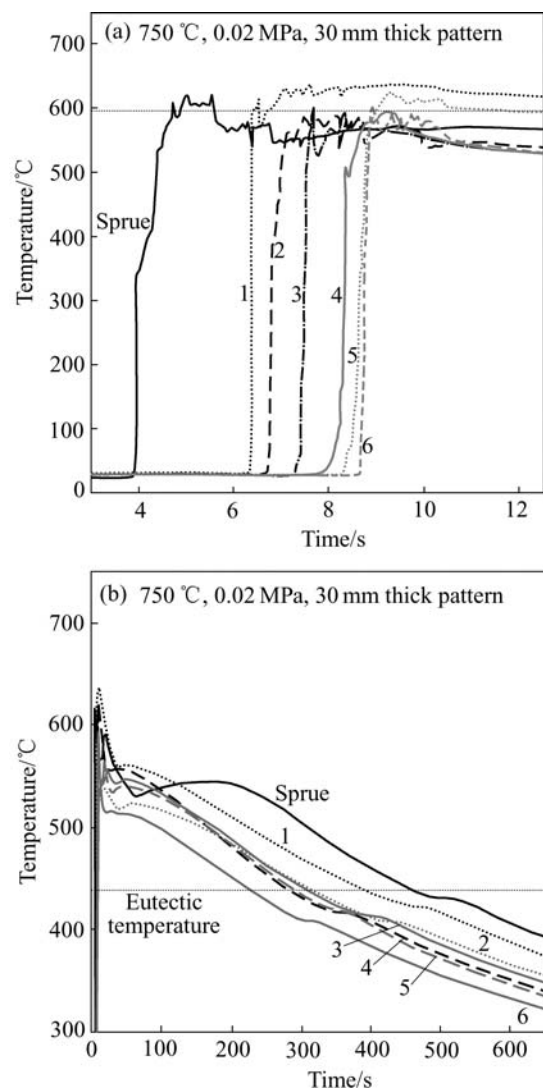 (a) 750 ℃, 0.02 MPa, 30 mm thick pattern
700
600
500
400
300
200
100
0
Temperature/℃
Sprue
1
2
3
4
5
6
4 6 8 10 12
Time/s
(b) 750 ℃, 0.02 MPa, 30 mm thick pattern
700
600
500
400
300
Temperature/℃
Sprue
1
Eutectic
temperature
2
3
4
5
6
0 100 200 300 400 500 600
Time/s